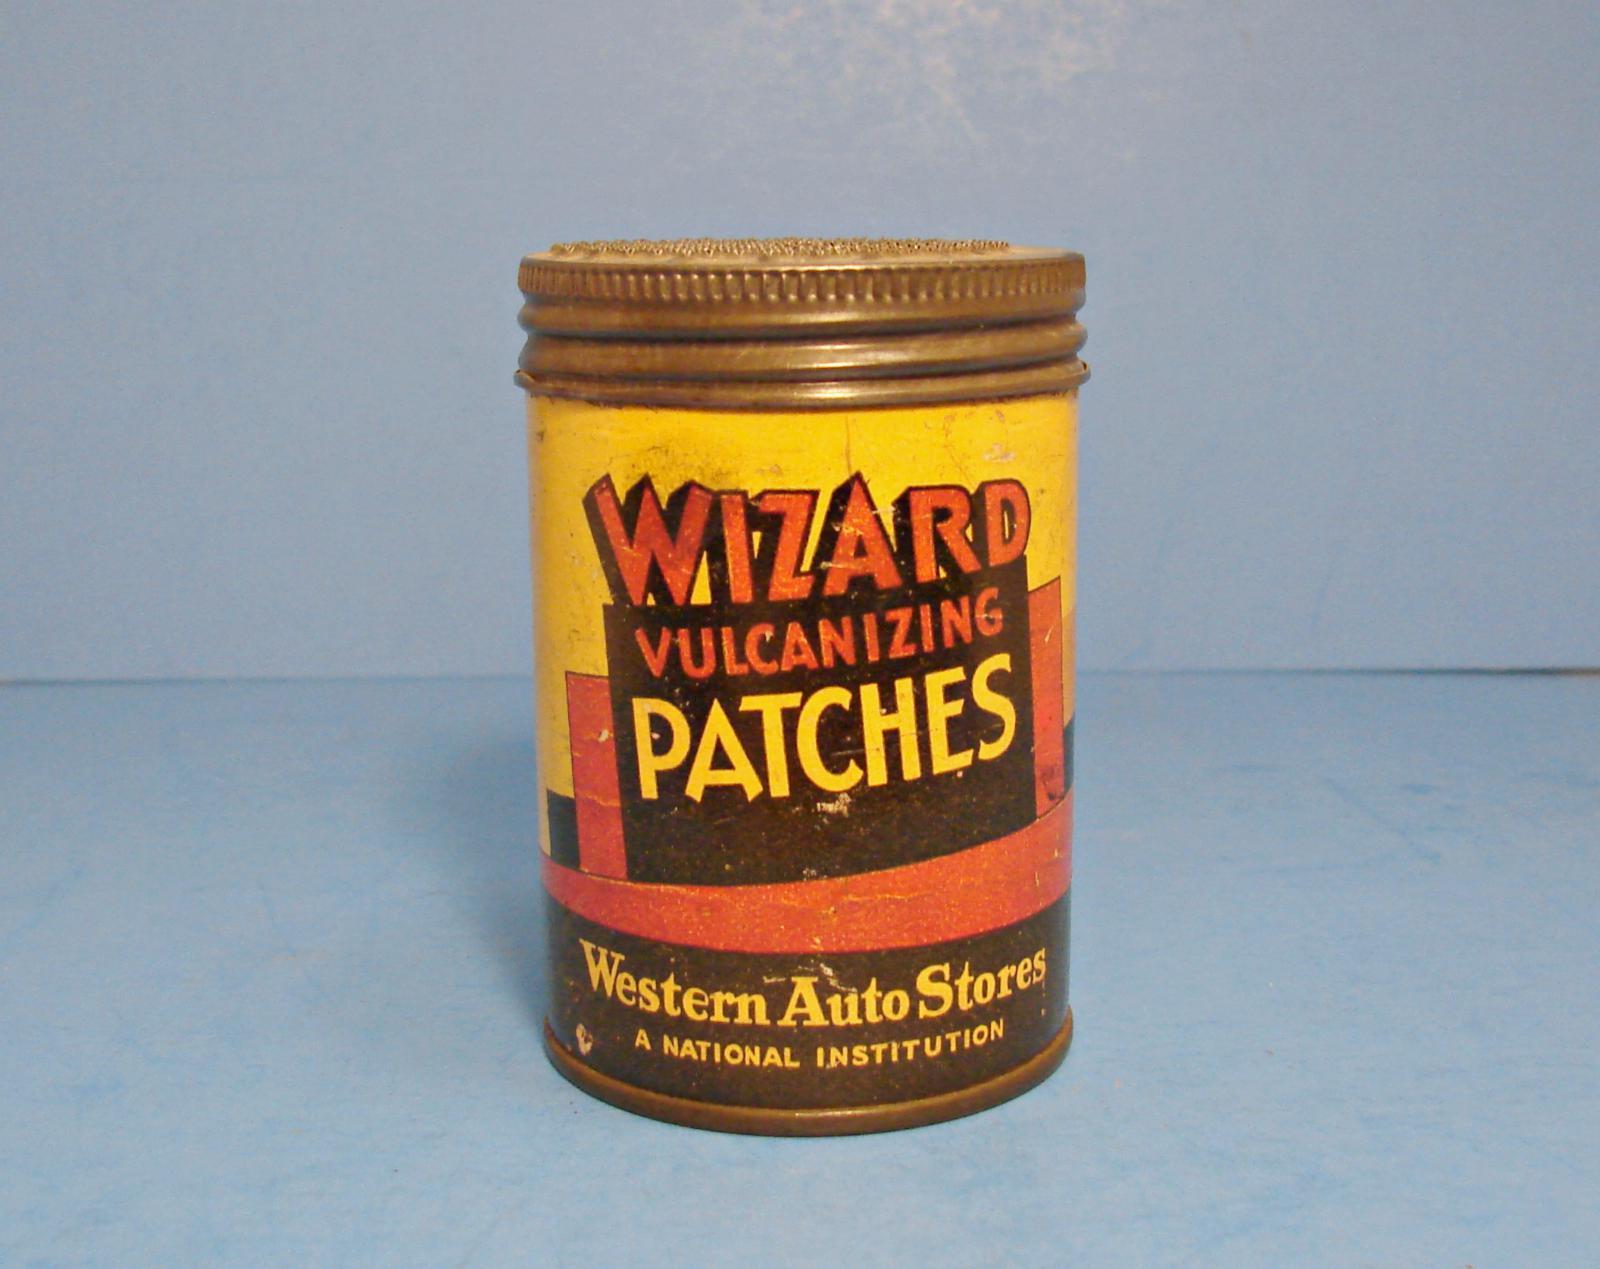 WIZARD
VULCANIZING
PATCHES
Western Auto Stores
A NATIONAL INSTITUTION